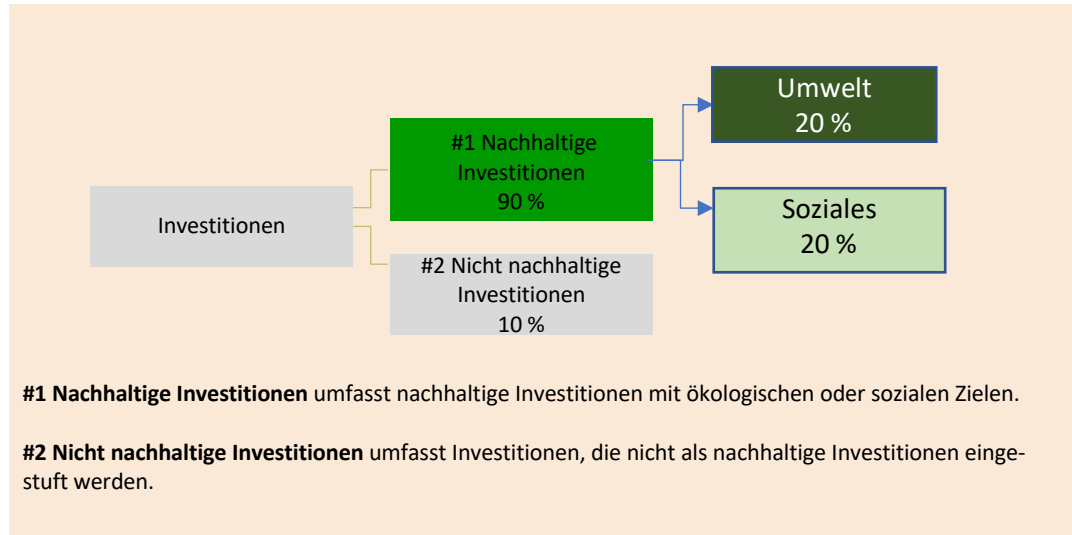 Umwelt
20 %
#1 Nachhaltige
Investitionen
90 %
Soziales
20 %
Investitionen
#2 Nicht nachhaltige
Investitionen
10 %
#1 Nachhaltige Investitionen umfasst nachhaltige Investitionen mit ökologischen oder sozialen Zielen.
#2 Nicht nachhaltige Investitionen umfasst Investitionen, die nicht als nachhaltige Investitionen einge-
stuft werden.